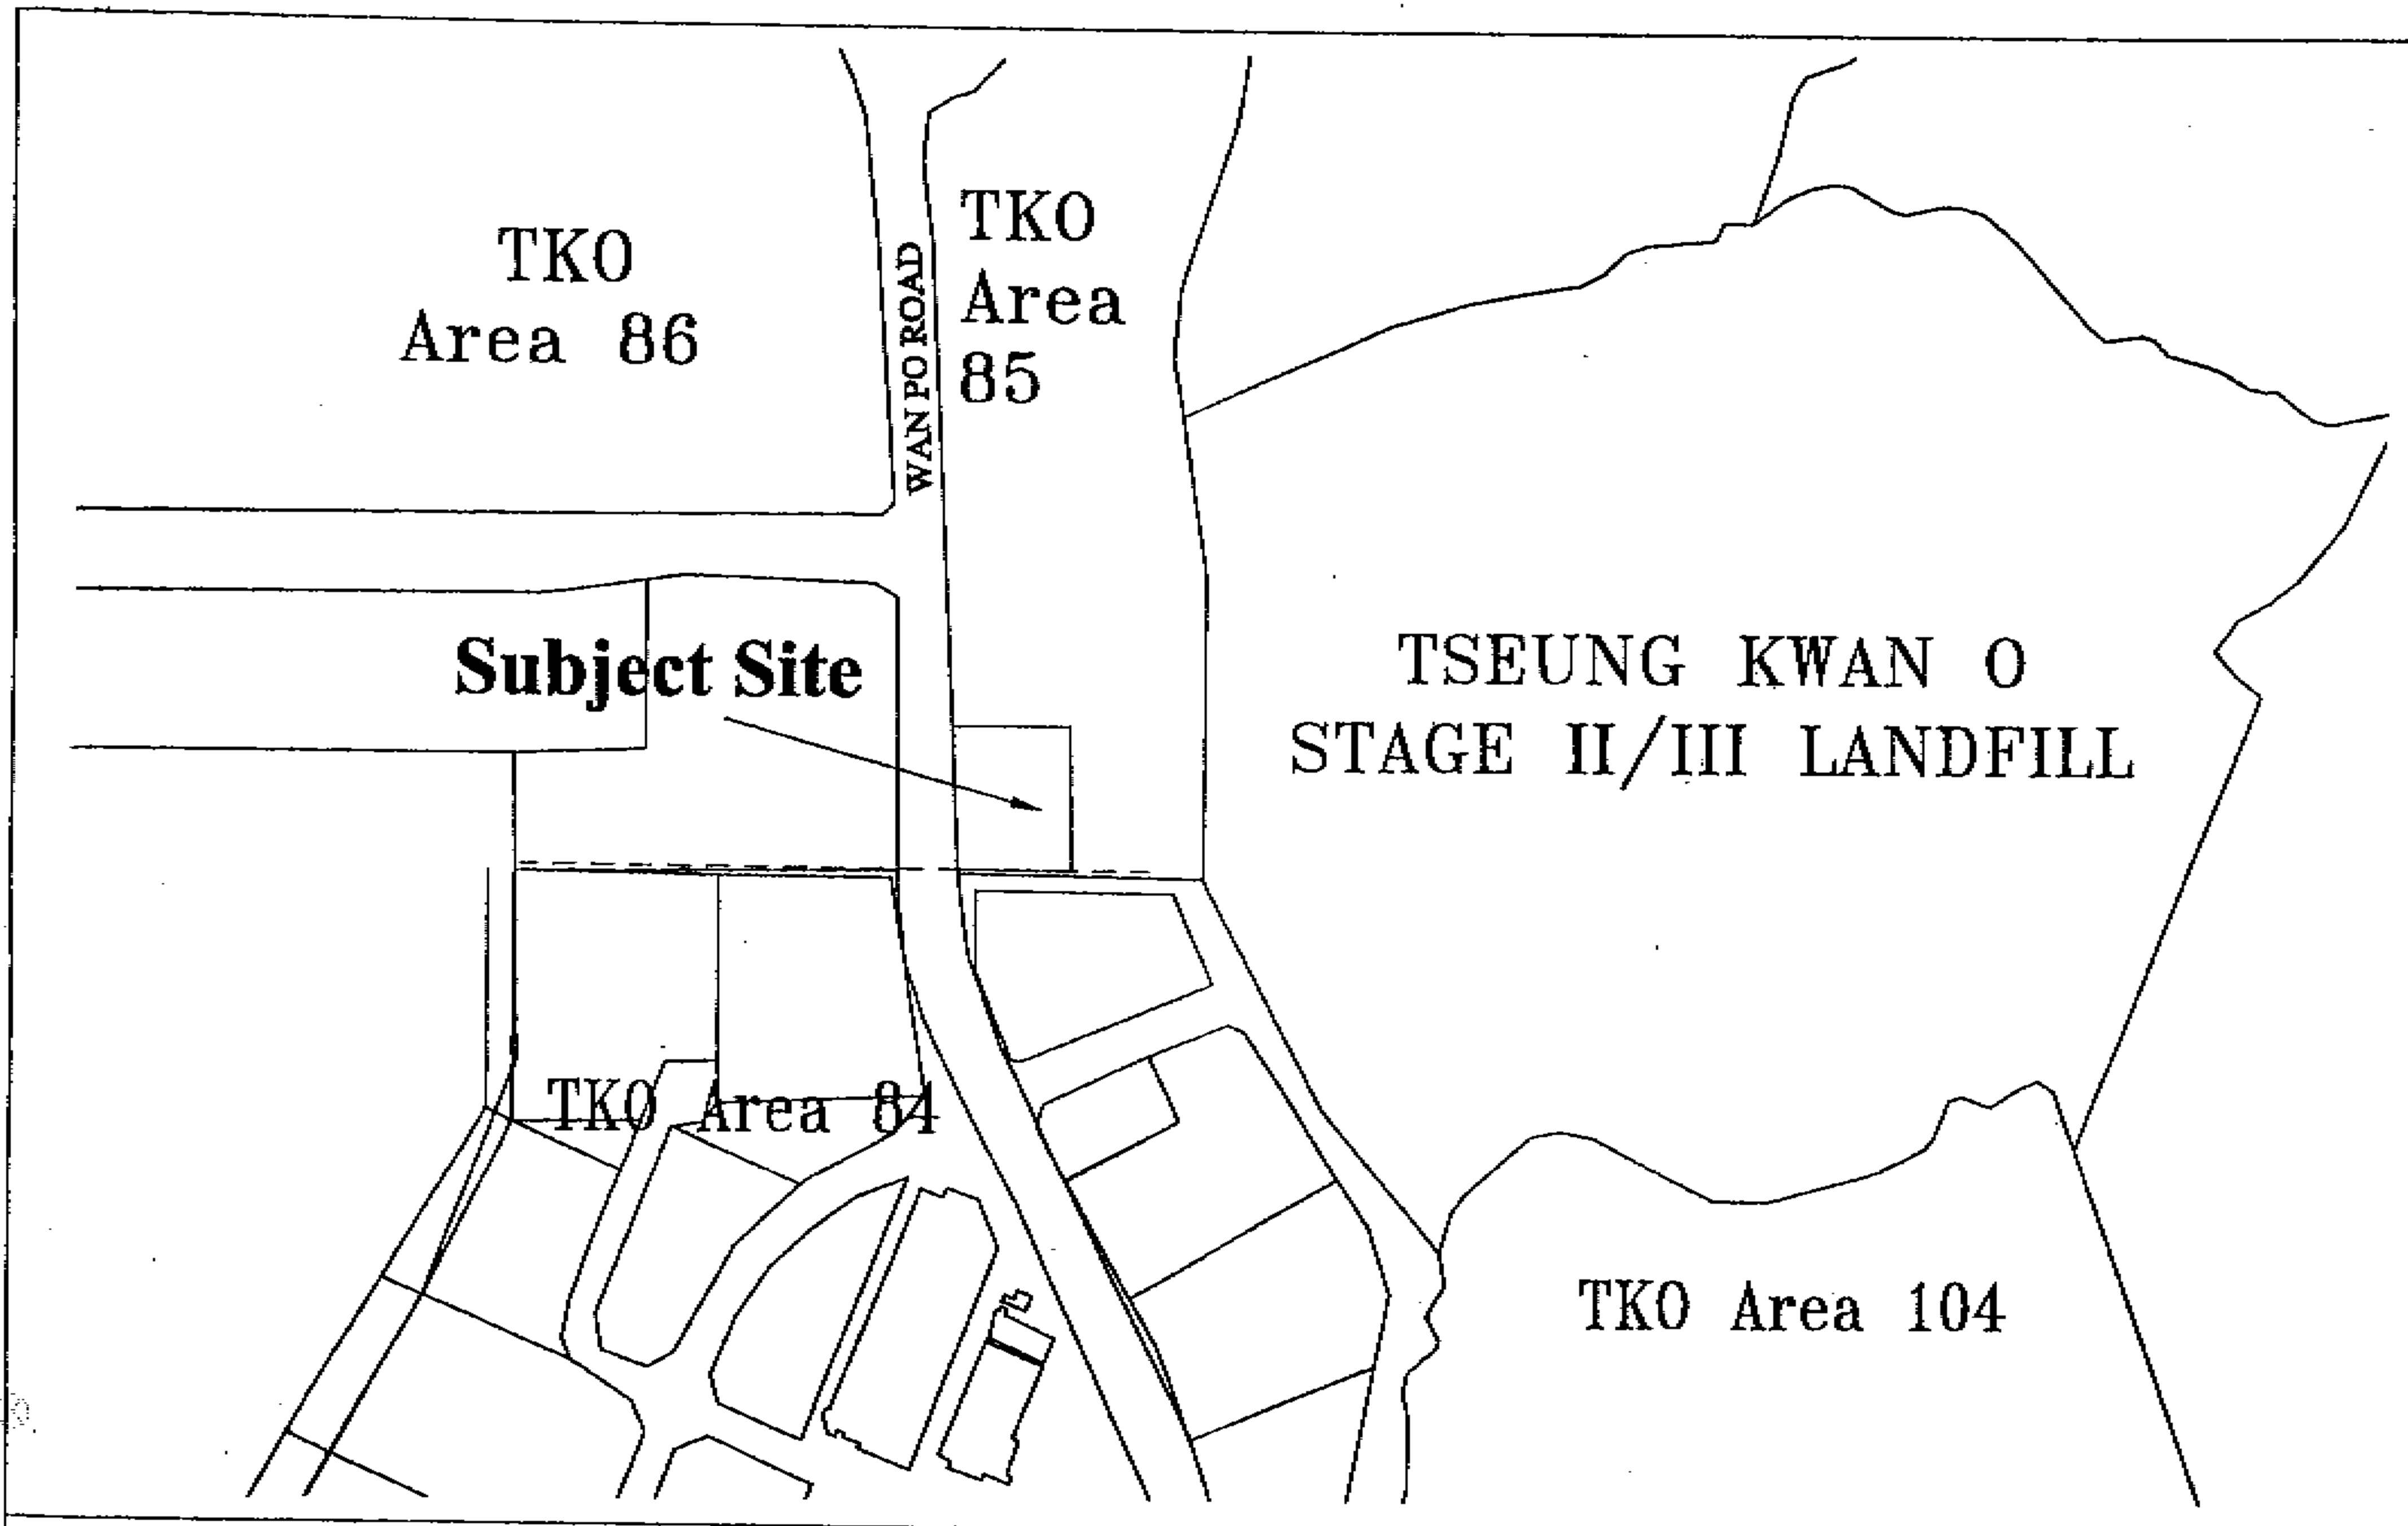 TKO
Area 86
WAN PO ROAD
TKO
Area
85
Subject Site
TSEUNG KWAN O
STAGE II/III LANDFILL
TKO Area 84
TKO Area 104